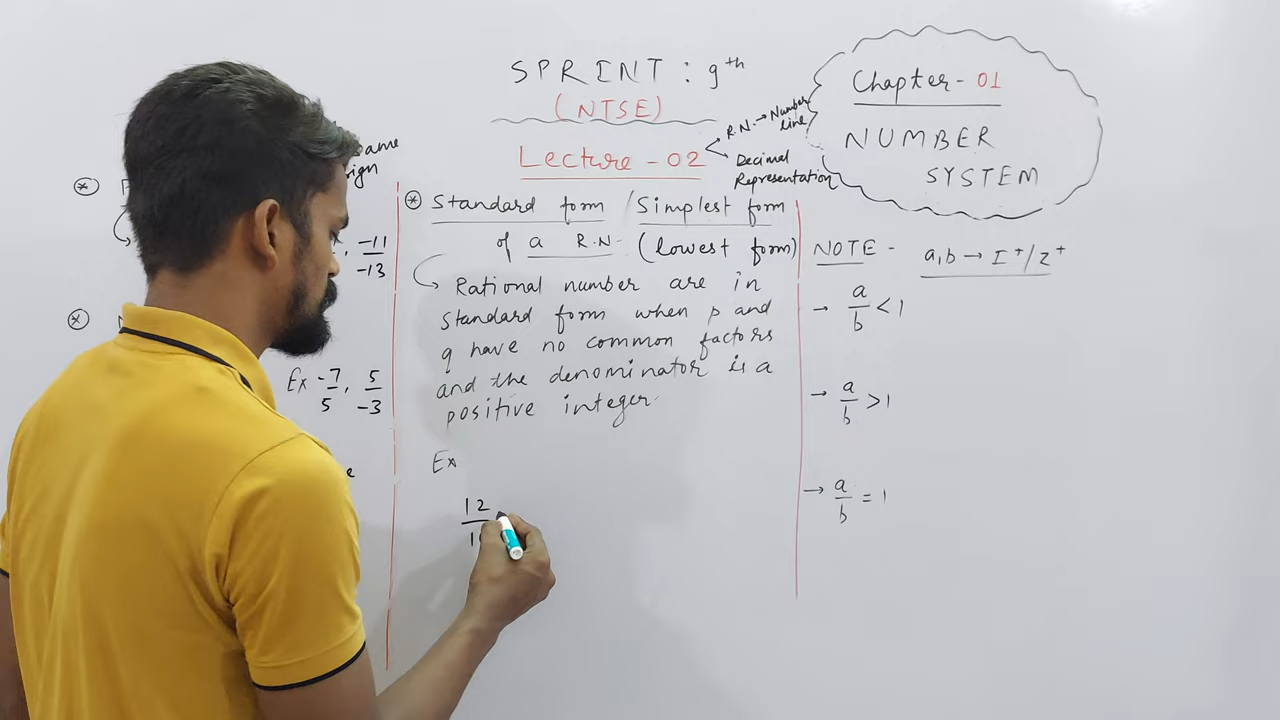 SPRINT : 9th
(NTSE)
Lecture - 02
R.N. → Number line
Decimal Representation
Chapter - 01
NUMBER
SYSTEM
same
sign
-11/-13
Ex -7/5, 5/-3
⊛ Standard form / Simplest form
of a R.N. (lowest form)
Rational number are in
standard form when p and
q have no common factors
and the denominator is a
positive integer.
Ex
12
NOTE - a, b → I⁺/Z⁺
→ a/b < 1
→ a/b > 1
→ a/b = 1